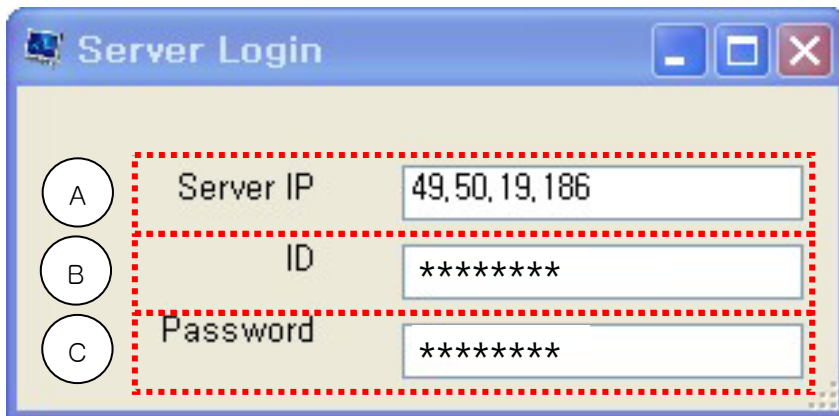 Server Login
A Server IP 49,50,19,186
B ID ********
C Password ********